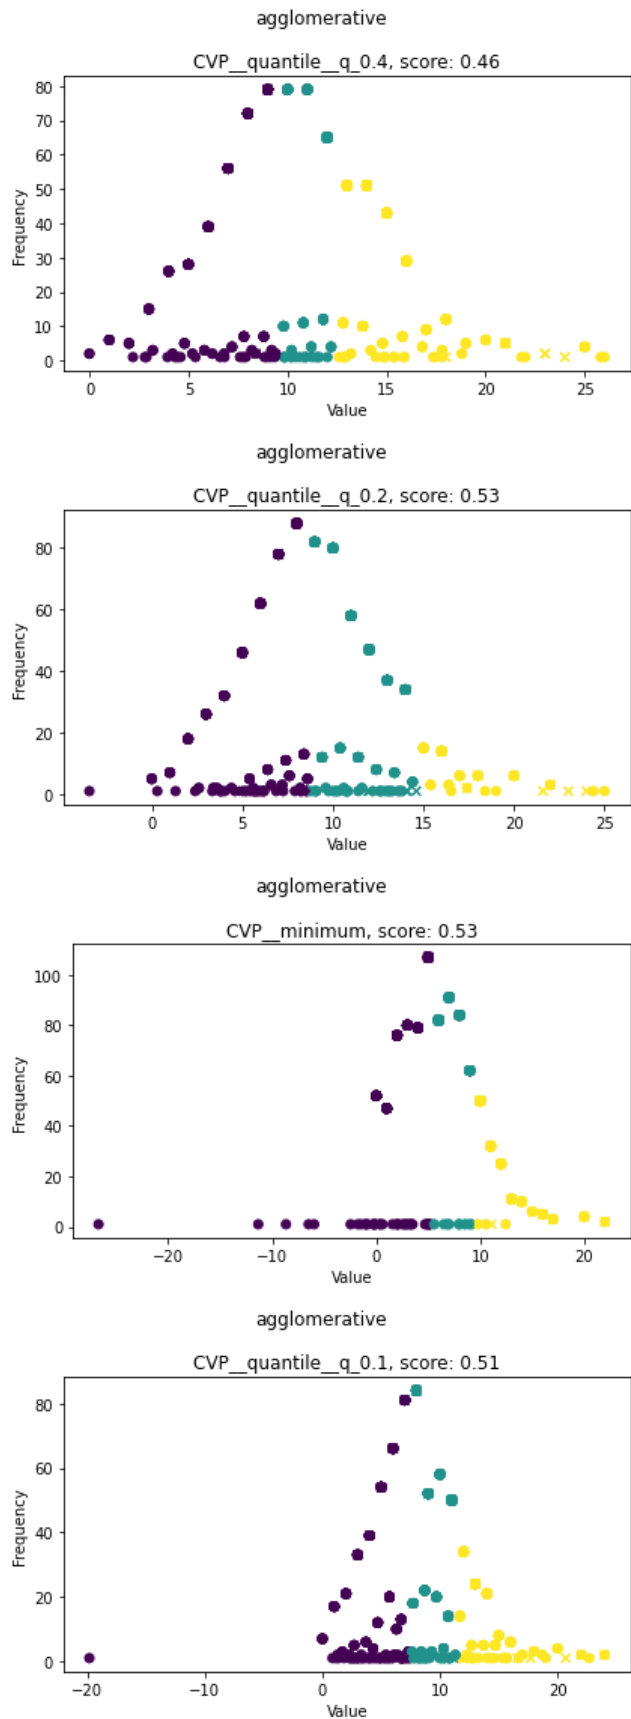 agglomerative
CVP__quantile__q_0.4, score: 0.46
80
70
60
50
40
30
20
10
0
Frequency
0 5 10 15 20 25
Value
agglomerative
CVP__quantile__q_0.2, score: 0.53
80
60
40
20
0
Frequency
0 5 10 15 20 25
Value
agglomerative
CVP__minimum, score: 0.53
100
80
60
40
20
0
Frequency
−20 −10 0 10 20
Value
agglomerative
CVP__quantile__q_0.1, score: 0.51
80
60
40
20
0
Frequency
−20 −10 0 10 20
Value